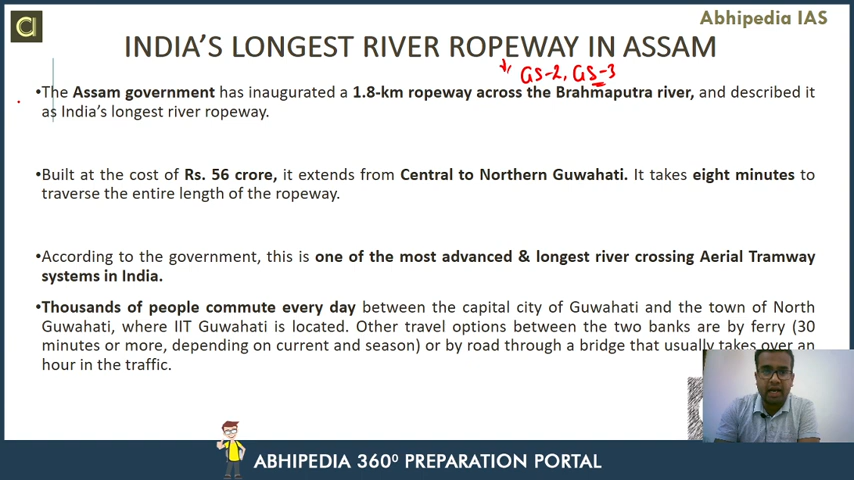 Abhipedia IAS
INDIA'S LONGEST RIVER ROPEWAY IN ASSAM
GS-2, GS-3
•The Assam government has inaugurated a 1.8-km ropeway across the Brahmaputra river, and described it
as India's longest river ropeway.
•Built at the cost of Rs. 56 crore, it extends from Central to Northern Guwahati. It takes eight minutes to
traverse the entire length of the ropeway.
•According to the government, this is one of the most advanced & longest river crossing Aerial Tramway
systems in India.
•Thousands of people commute every day between the capital city of Guwahati and the town of North
Guwahati, where IIT Guwahati is located. Other travel options between the two banks are by ferry (30
minutes or more, depending on current and season) or by road through a bridge that usually takes over an
hour in the traffic.
ABHIPEDIA 360⁰ PREPARATION PORTAL